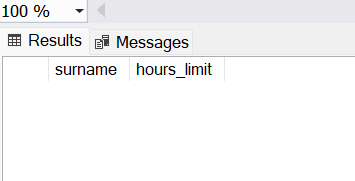 100 %
Results Messages
surname hours_limit